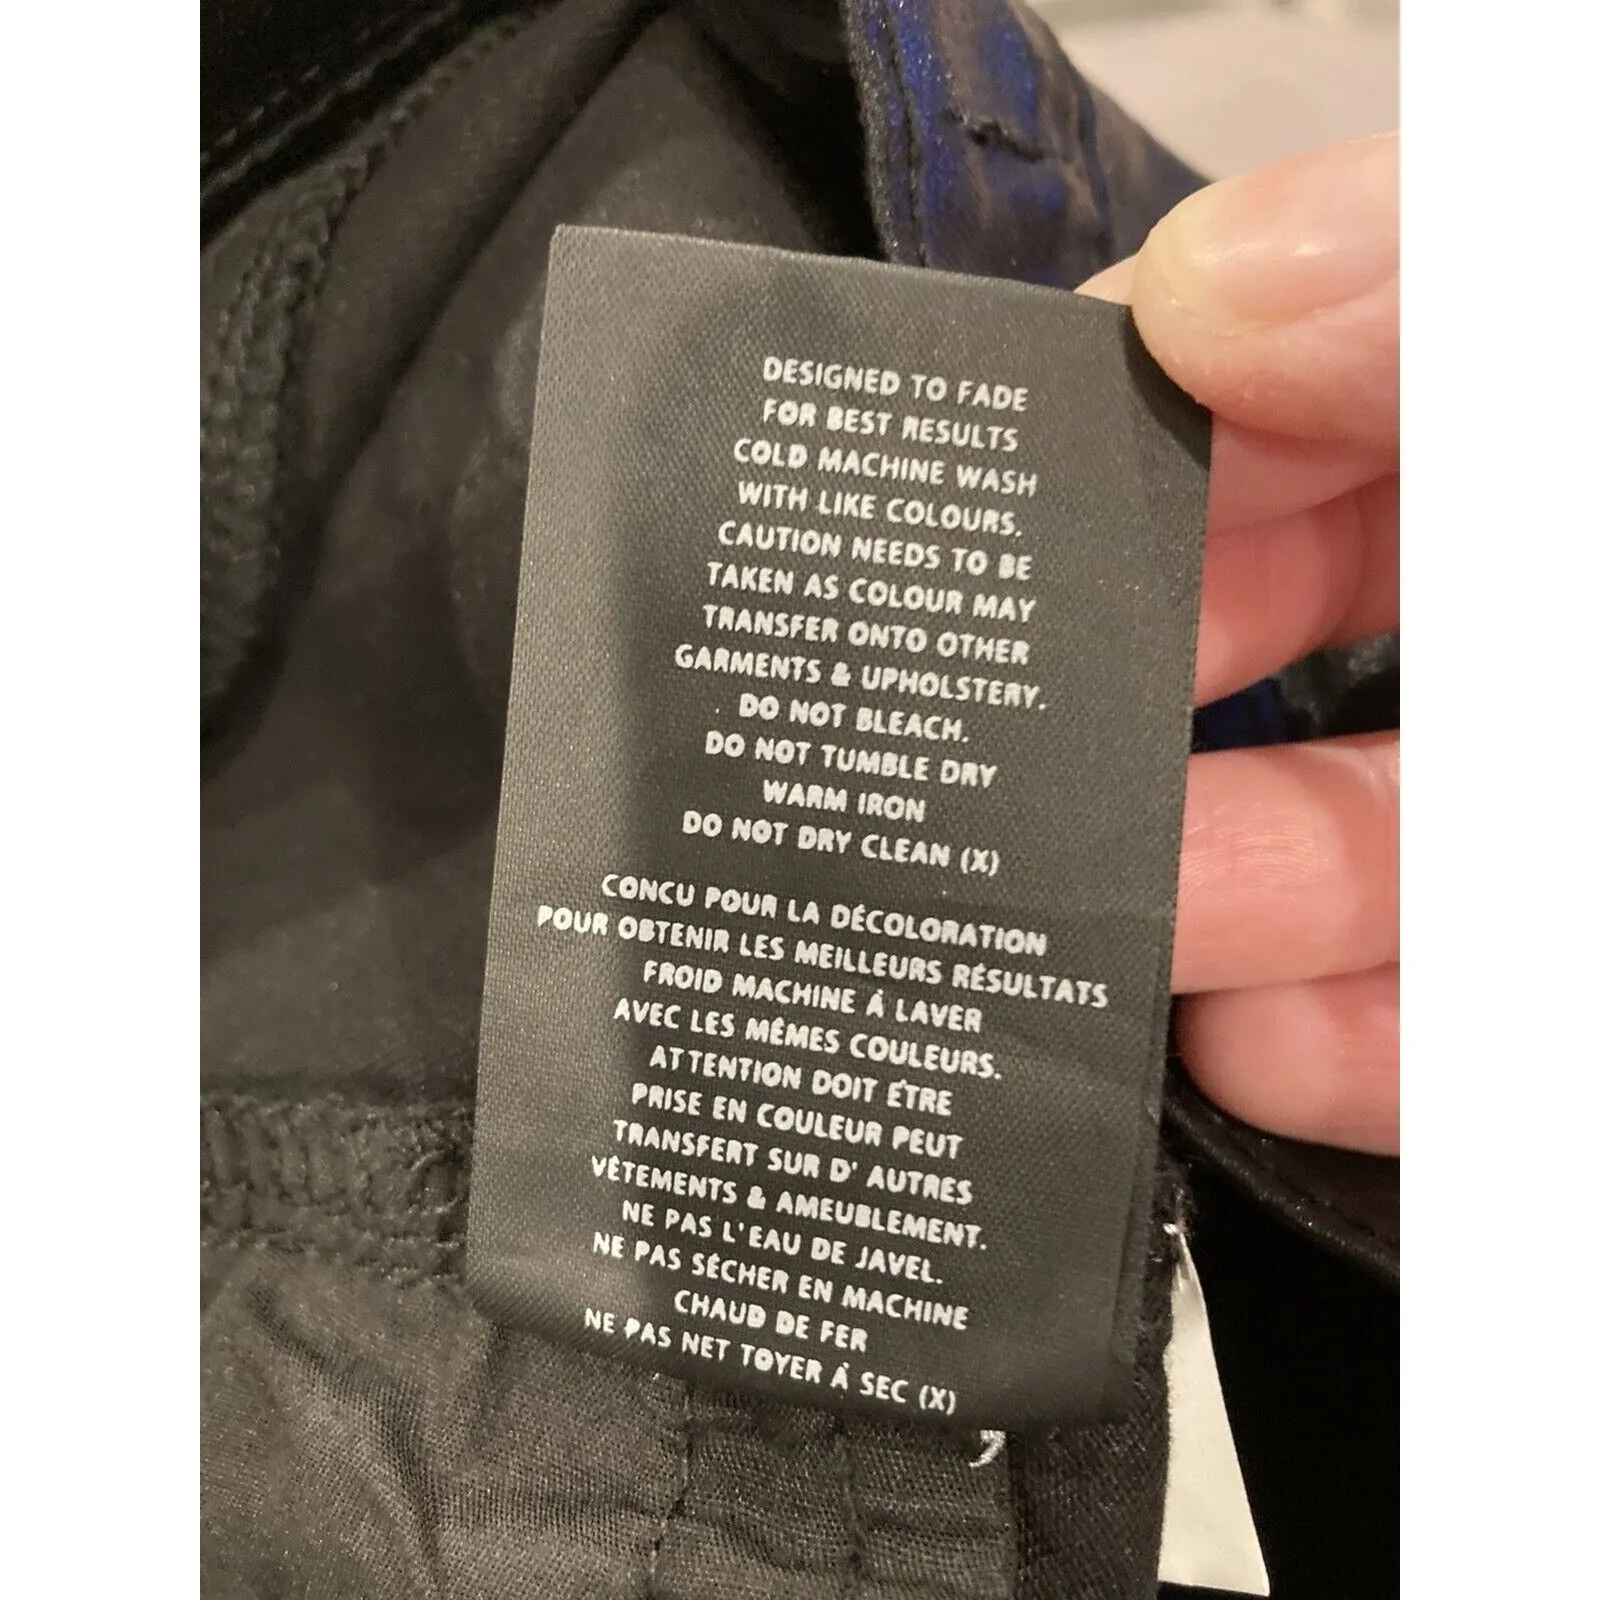 DESIGNED TO FADE
FOR BEST RESULTS
COLD MACHINE WASH
WITH LIKE COLOURS.
CAUTION NEEDS TO BE
TAKEN AS COLOUR MAY
TRANSFER ONTO OTHER
GARMENTS & UPHOLSTERY.
DO NOT BLEACH.
DO NOT TUMBLE DRY
WARM IRON
DO NOT DRY CLEAN (X)
CONCU POUR LA DÉCOLORATION
POUR OBTENIR LES MEILLEURS RÉSULTATS
FROID MACHINE À LAVER
AVEC LES MÊMES COULEURS.
ATTENTION DOIT ÊTRE
PRISE EN COULEUR PEUT
TRANSFERT SUR D' AUTRES
VÊTEMENTS & AMEUBLEMENT.
NE PAS L'EAU DE JAVEL.
NE PAS SÉCHER EN MACHINE
CHAUD DE FER
NE PAS NET TOYER À SEC (X)